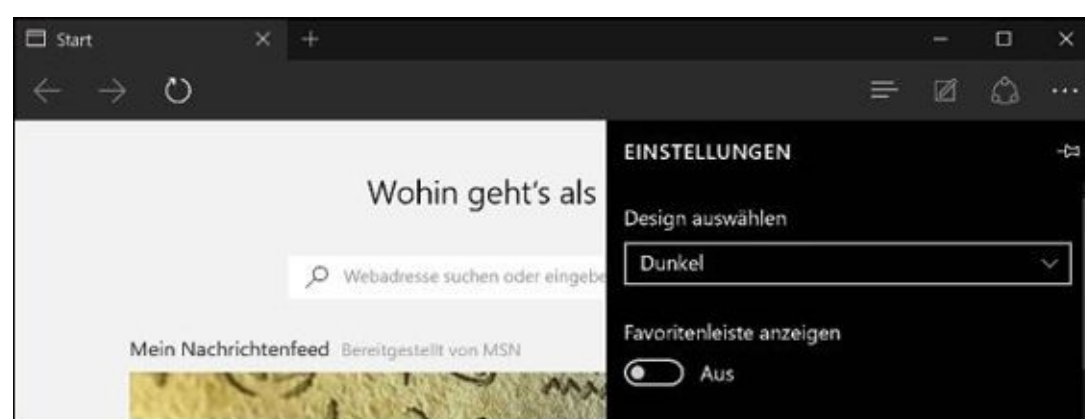 Start
EINSTELLUNGEN
Wohin geht's als
Design auswählen
Dunkel
Webadresse suchen oder eingebe
Favoritenleiste anzeigen
Mein Nachrichtenfeed Bereitgestellt von MSN
Aus